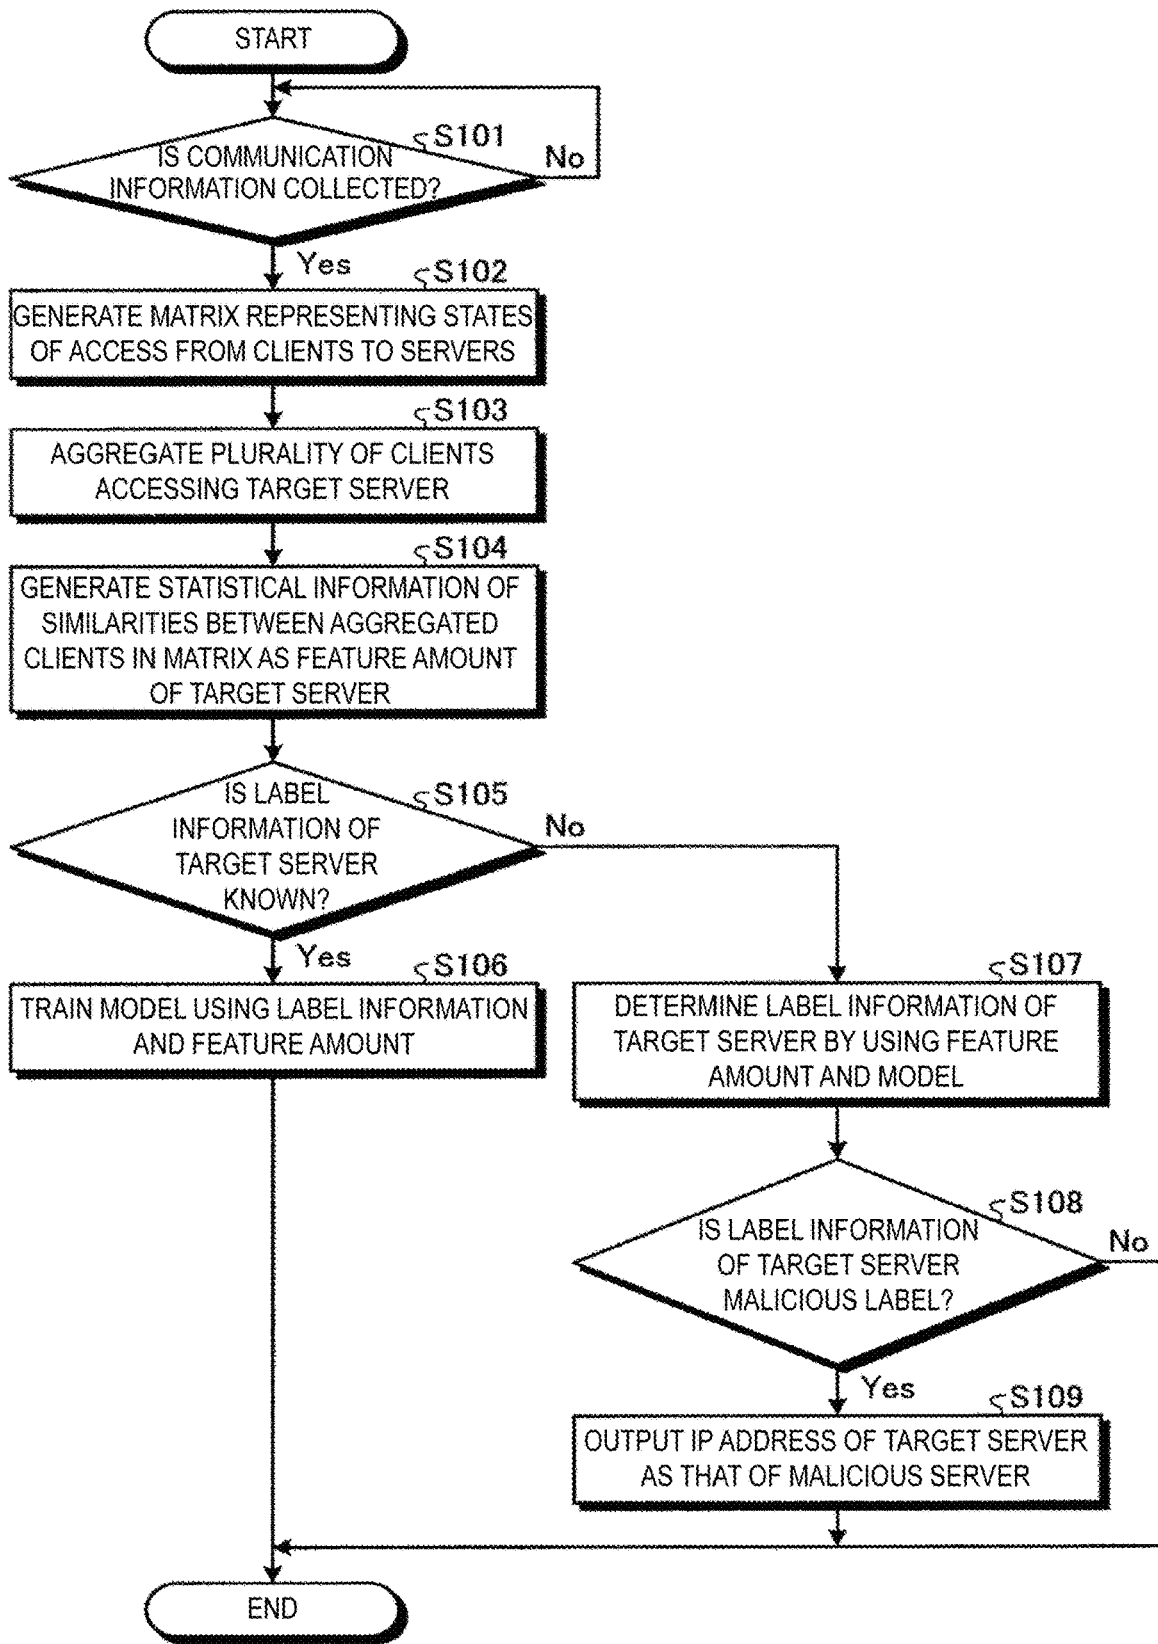 START
S101
IS COMMUNICATION
INFORMATION COLLECTED?
No
Yes
S102
GENERATE MATRIX REPRESENTING STATES
OF ACCESS FROM CLIENTS TO SERVERS
S103
AGGREGATE PLURALITY OF CLIENTS
ACCESSING TARGET SERVER
S104
GENERATE STATISTICAL INFORMATION OF
SIMILARITIES BETWEEN AGGREGATED
CLIENTS IN MATRIX AS FEATURE AMOUNT
OF TARGET SERVER
S105
IS LABEL
INFORMATION OF
TARGET SERVER
KNOWN?
No
Yes
S106
TRAIN MODEL USING LABEL INFORMATION
AND FEATURE AMOUNT
S107
DETERMINE LABEL INFORMATION OF
TARGET SERVER BY USING FEATURE
AMOUNT AND MODEL
S108
IS LABEL INFORMATION
OF TARGET SERVER
MALICIOUS LABEL?
No
Yes
S109
OUTPUT IP ADDRESS OF TARGET SERVER
AS THAT OF MALICIOUS SERVER
END